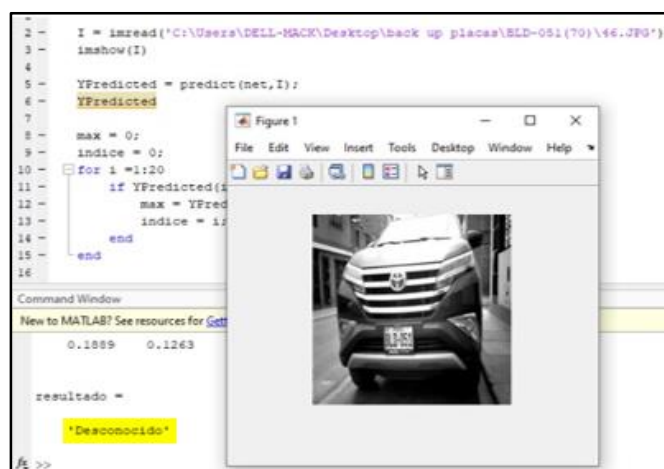 2 - I = imread('C:\Users\DELL-MACK\Desktop\back up placas\BLD-051(70)\46.JPG')
3 - imshow(I)
4
5 - YPredicted = predict(net,I);
6 - YPredicted
7
8 - max = 0;
9 - indice = 0;
10 - for i =1:20
11 - if YPredicted(i
12 - max = YPred
13 - indice = i;
14 - end
15 - end
16
Figure 1
File Edit View Insert Tools Desktop Window Help
Command Window
New to MATLAB? See resources for Gett
0.1889 0.1263
resultado =
"Desconocido"
fx >>